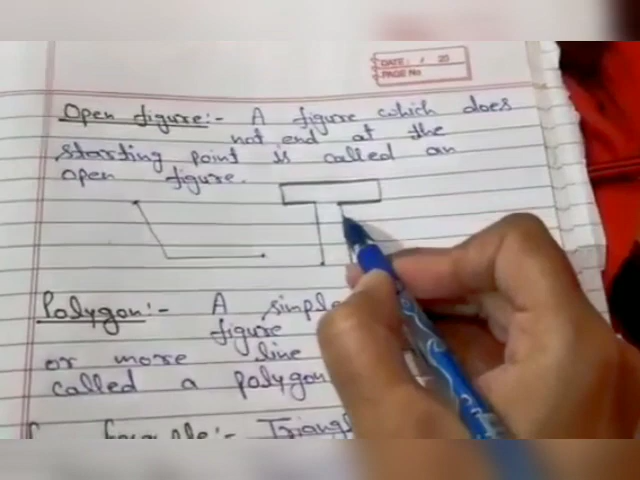 DATE: / 20
PAGE No
Open figure:- A figure which does
not end at the
starting point is called an
open figure.
Polygon:- A simple
figure
or more line
called a polygon
Triangl